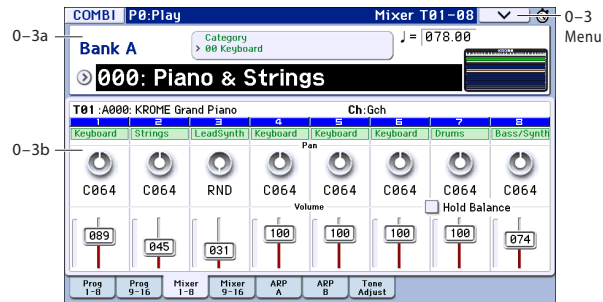 COMBI P0:Play Mixer T01-08
0-3
Menu
0-3a
Bank A
Category
> 00 Keyboard
♩= 078.00
KROME
000: Piano & Strings
T01 :A000: KROME Grand Piano Ch:Gch
1 2 3 4 5 6 7 8
Keyboard Strings LeadSynth Keyboard Keyboard Keyboard Drums Bass/Synth
0-3b
Pan
C064 C064 RND C064 C064 C064 C064 C064
Volume
Hold Balance
089 045 031 100 100 100 100 074
Prog 1-8 Prog 9-16 Mixer 1-8 Mixer 9-16 ARP A ARP B Tone Adjust